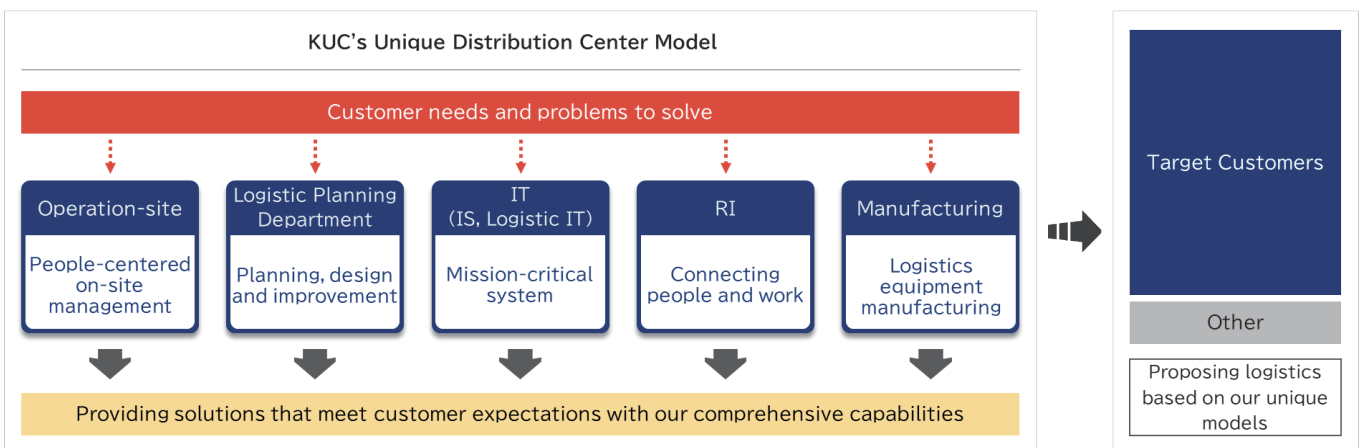 KUC's Unique Distribution Center Model
Customer needs and problems to solve
Operation-site
People-centered
on-site
management
Logistic Planning
Department
Planning, design
and improvement
IT
(IS, Logistic IT)
Mission-critical
system
RI
Connecting
people and work
Manufacturing
Logistics
equipment
manufacturing
Providing solutions that meet customer expectations with our comprehensive capabilities
Target Customers
Other
Proposing logistics
based on our unique
models